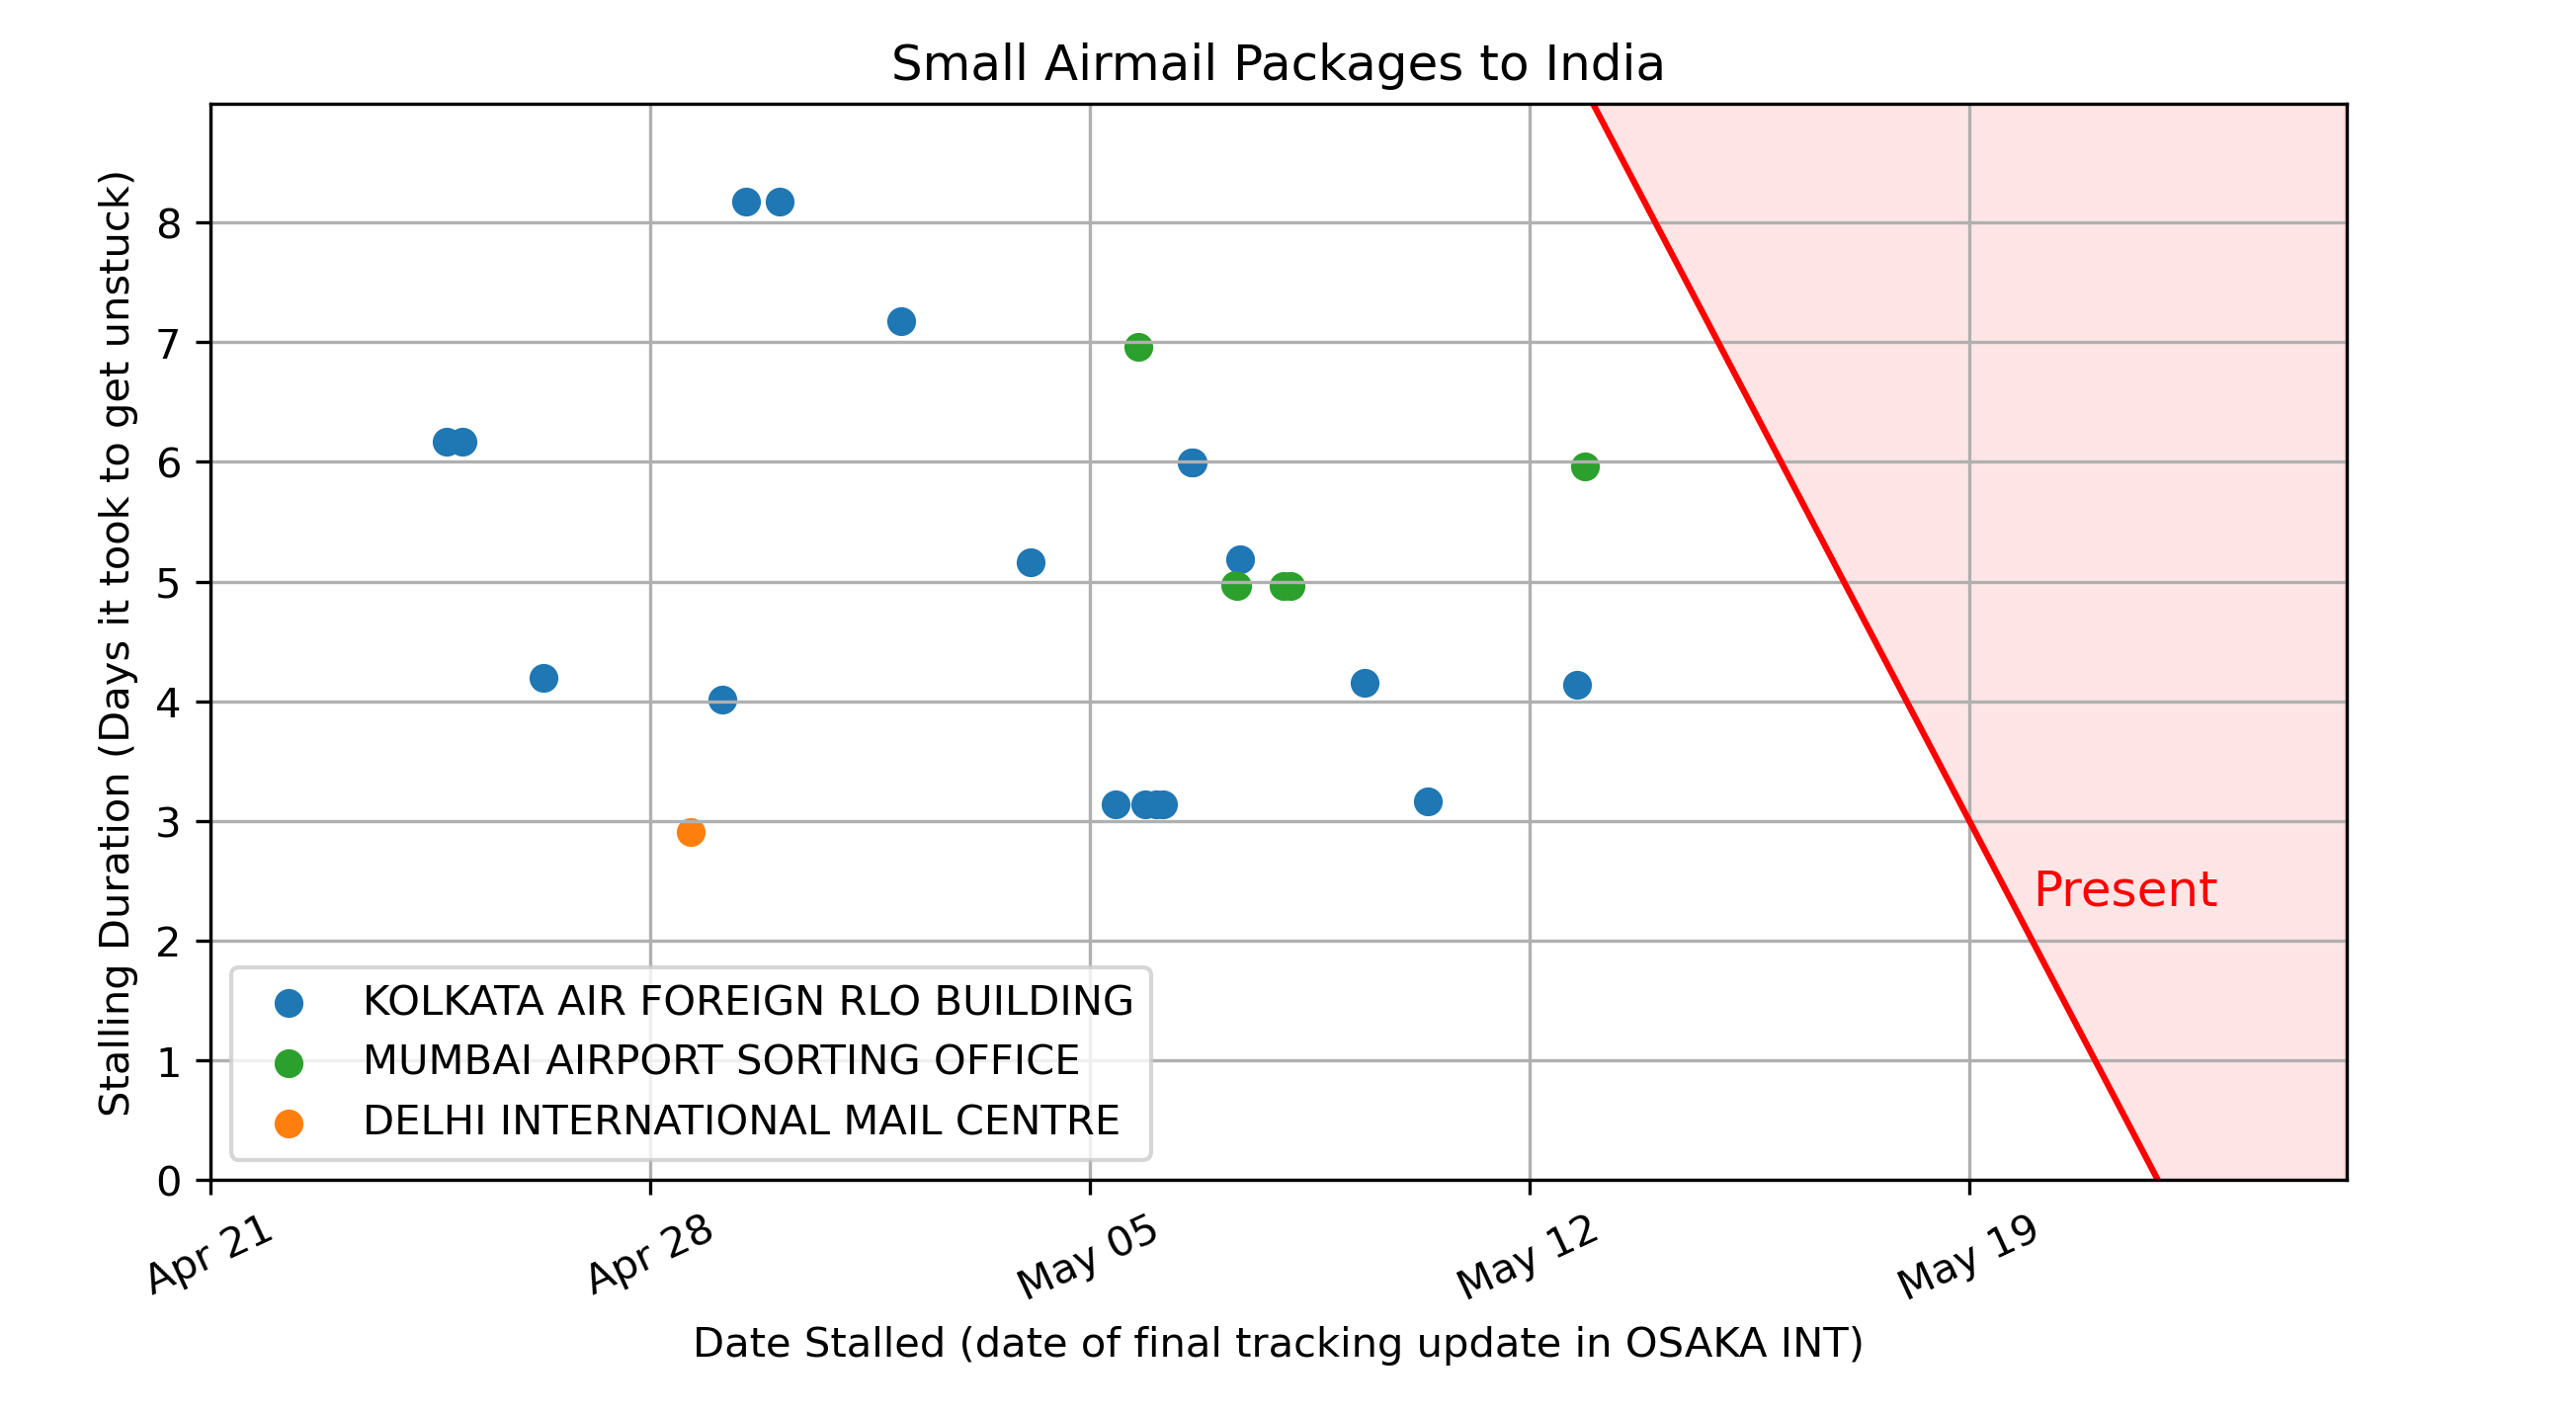 Small Airmail Packages to India
Stalling Duration (Days it took to get unstuck)
8
7
6
5
4
3
2
1
0
Present
KOLKATA AIR FOREIGN RLO BUILDING
MUMBAI AIRPORT SORTING OFFICE
DELHI INTERNATIONAL MAIL CENTRE
Apr 21
Apr 28
May 05
May 12
May 19
Date Stalled (date of final tracking update in OSAKA INT)